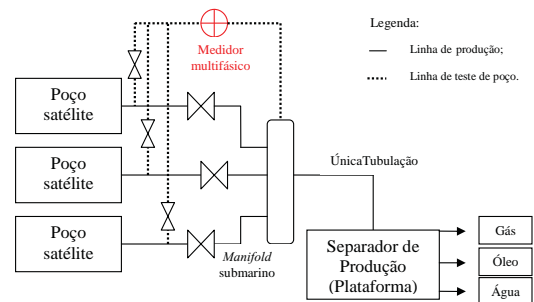 Legenda:
Linha de produção;
Linha de teste de poço.
Medidor
multifásico
Poço
satélite
Poço
satélite
Poço
satélite
Manifold
submarino
ÚnicaTubulação
Separador de
Produção
(Plataforma)
Gás
Óleo
Água